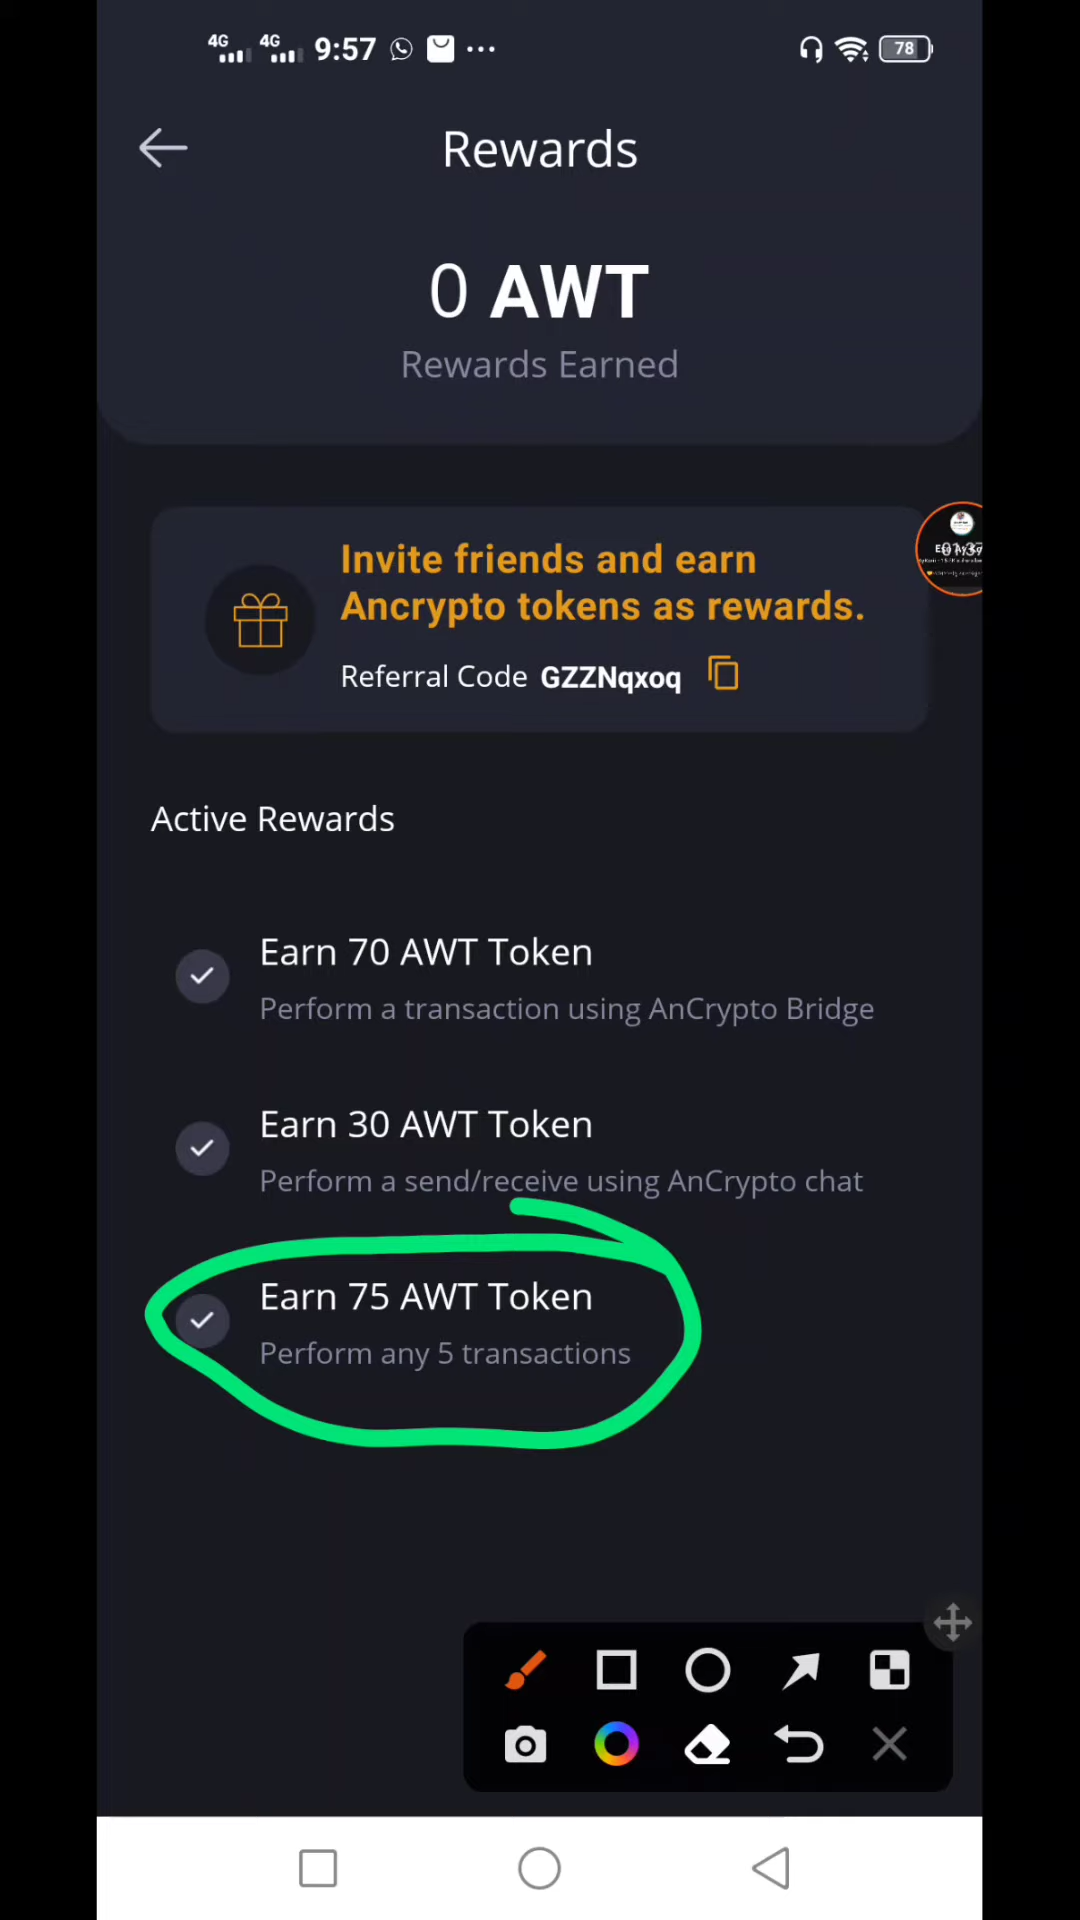 4G 4G 9:57 78
Rewards
0 AWT
Rewards Earned
Invite friends and earn
Ancrypto tokens as rewards.
Referral Code GZZNqxoq
01:37
Active Rewards
Earn 70 AWT Token
Perform a transaction using AnCrypto Bridge
Earn 30 AWT Token
Perform a send/receive using AnCrypto chat
Earn 75 AWT Token
Perform any 5 transactions